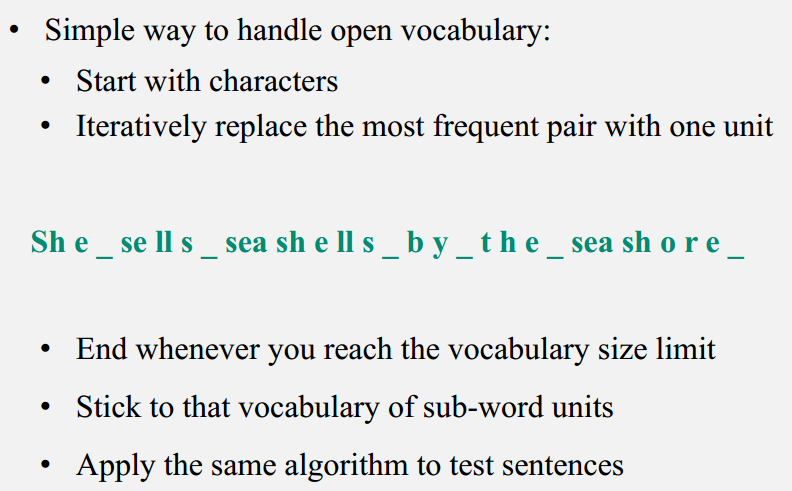 • Simple way to handle open vocabulary:
• Start with characters
• Iteratively replace the most frequent pair with one unit
Sh e _ se ll s _ sea sh e ll s _ b y _ t h e _ sea sh o r e _
• End whenever you reach the vocabulary size limit
• Stick to that vocabulary of sub-word units
• Apply the same algorithm to test sentences